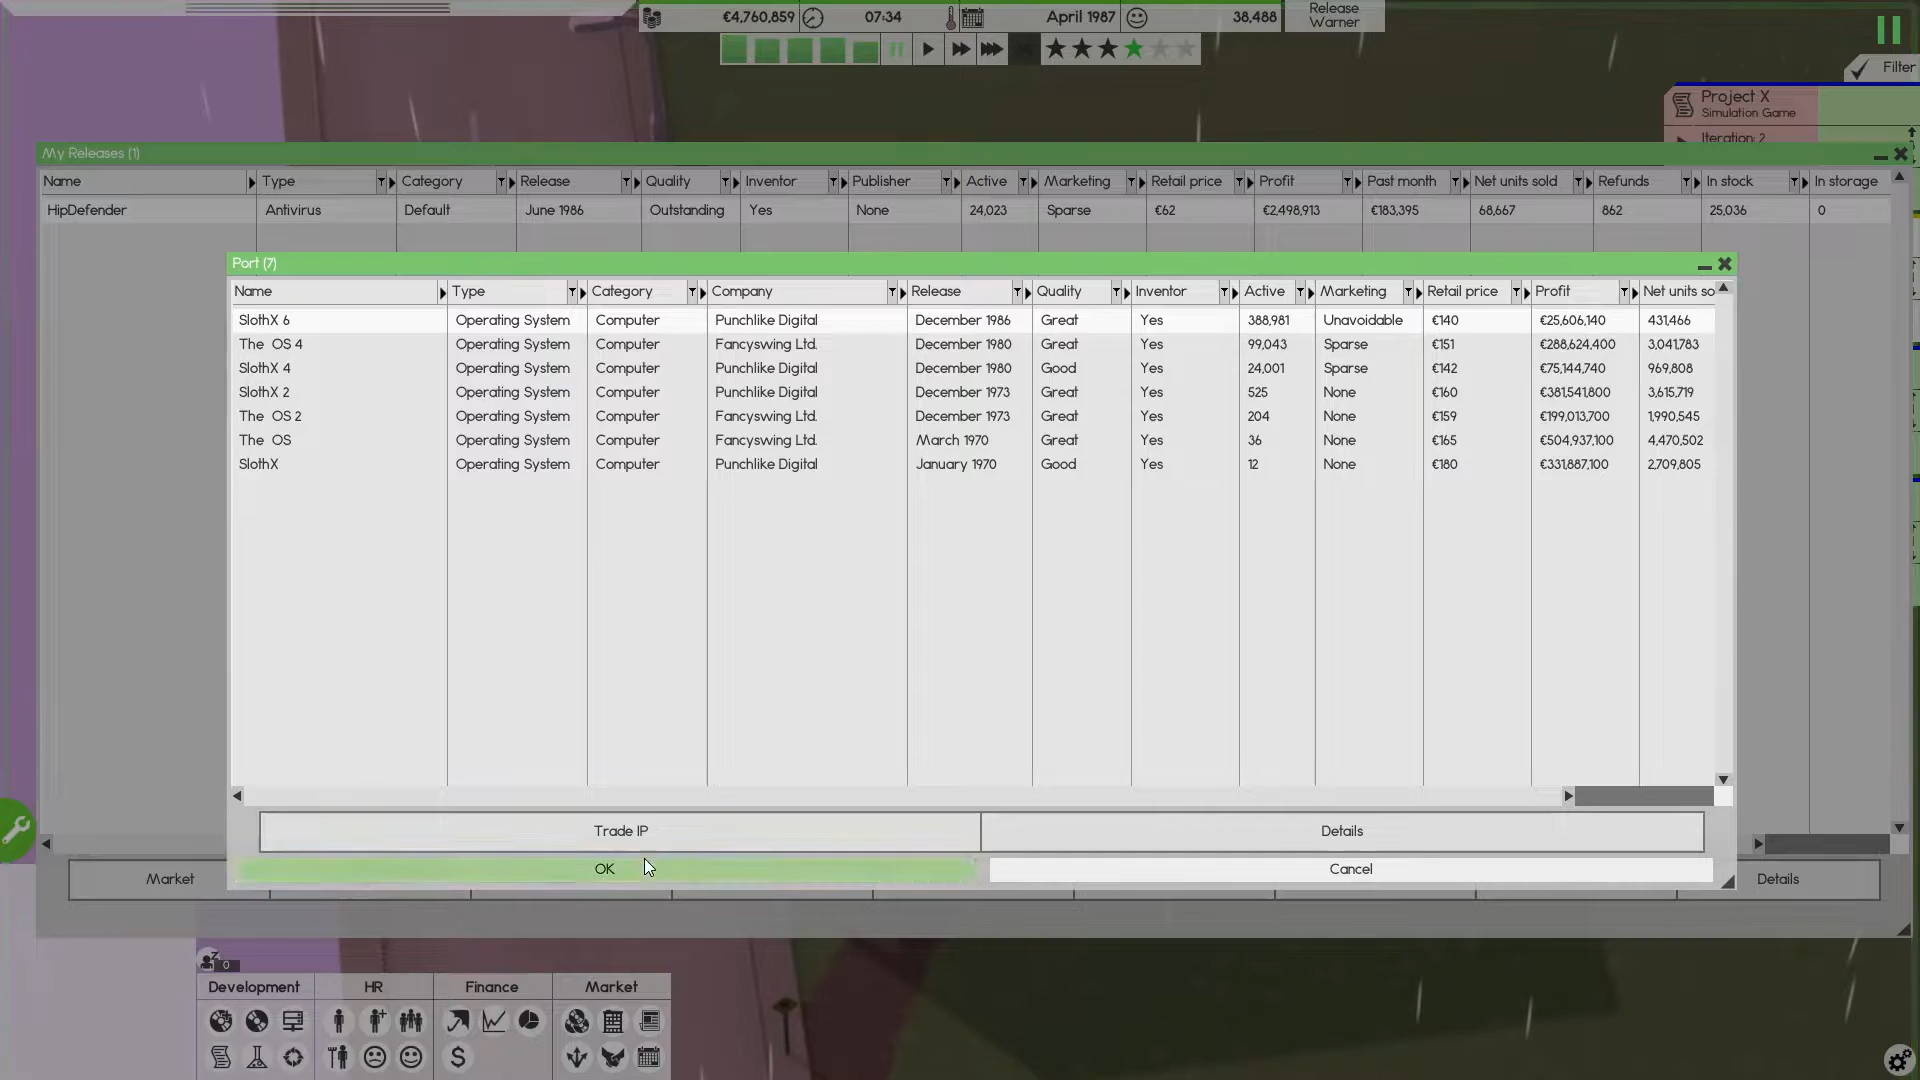 €4,760,859 07:34 April 1987 38,488 Release Warner
Filter
Project X
Simulation Game
Iteration: 2
My Releases (1)
Name Type Category Release Quality Inventor Publisher Active Marketing Retail price Profit Past month Net units sold Refunds In stock In storage
HipDefender Antivirus Default June 1986 Outstanding Yes None 24,023 Sparse €62 €2,498,913 €183,395 68,667 862 25,036 0
Port (7)
Name Type Category Company Release Quality Inventor Active Marketing Retail price Profit Net units so
SlothX 6 Operating System Computer Punchlike Digital December 1986 Great Yes 388,981 Unavoidable €140 €25,606,140 431,466
The OS 4 Operating System Computer Fancyswing Ltd. December 1980 Great Yes 99,043 Sparse €151 €288,624,400 3,041,783
SlothX 4 Operating System Computer Punchlike Digital December 1980 Good Yes 24,001 Sparse €142 €75,144,740 969,808
SlothX 2 Operating System Computer Punchlike Digital December 1973 Great Yes 525 None €160 €381,541,800 3,615,719
The OS 2 Operating System Computer Fancyswing Ltd. December 1973 Great Yes 204 None €159 €199,013,700 1,990,545
The OS Operating System Computer Fancyswing Ltd. March 1970 Great Yes 36 None €165 €504,937,100 4,470,502
SlothX Operating System Computer Punchlike Digital January 1970 Good Yes 12 None €180 €331,887,100 2,709,805
Trade IP Details
OK Cancel
Market Details
0
Development HR Finance Market